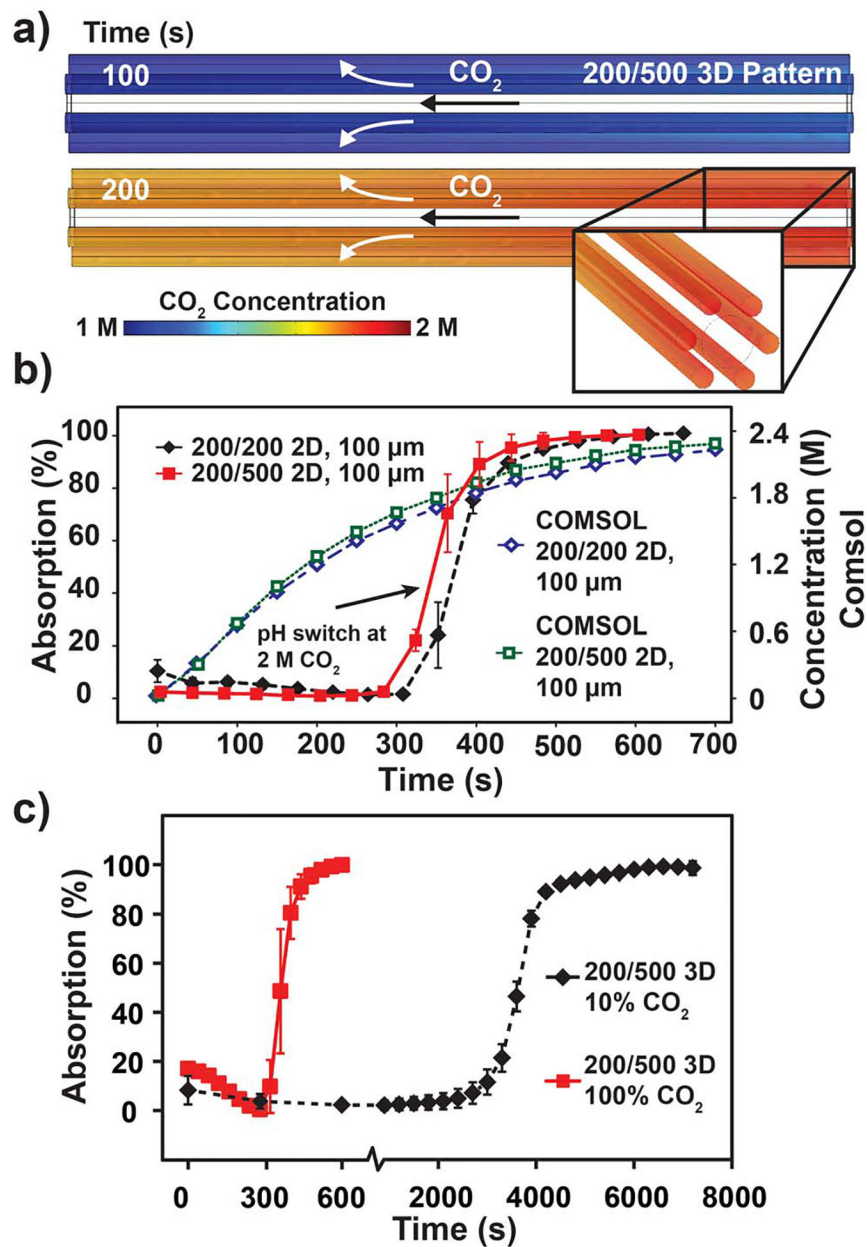 a)
Time (s)
100
CO2
200/500 3D Pattern
200
CO2
CO2 Concentration
1 M
2 M
b)
Absorption (%)
100
80
60
40
20
0
200/200 2D, 100 µm
200/500 2D, 100 µm
pH switch at
2 M CO2
COMSOL
200/200 2D,
100 µm
COMSOL
200/500 2D,
100 µm
2.4
1.8
1.2
0.6
0
Concentration (M)
Comsol
0 100 200 300 400 500 600 700
Time (s)
c)
Absorption (%)
100
80
60
40
20
0
200/500 3D
10% CO2
200/500 3D
100% CO2
0 300 600 2000 4000 6000 8000
Time (s)